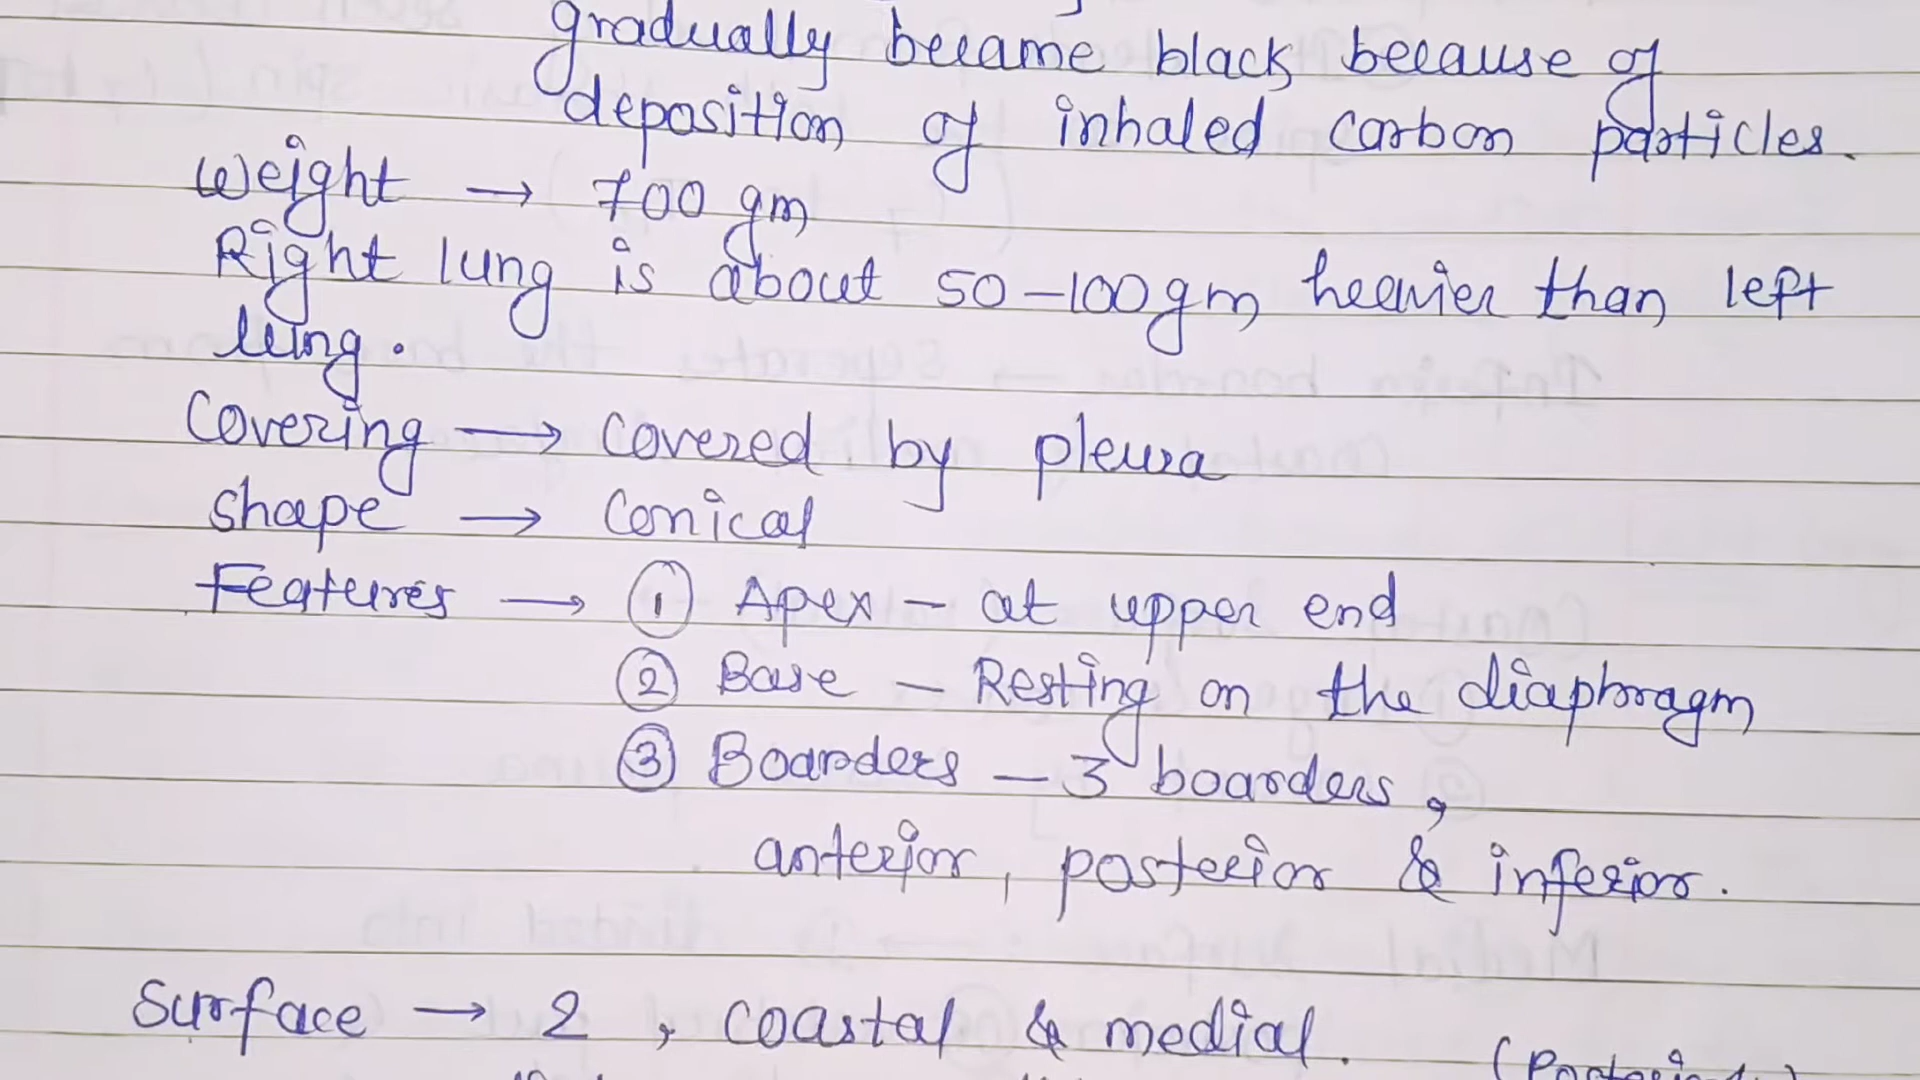 gradually became black because of
deposition of inhaled carbon particles.
Weight → 700 gm
Right lung is about 50-100gm heavier than left
lung.
Covering → Covered by pleura
Shape → Conical
Features → ① Apex - at upper end
② Base - Resting on the diaphragm
③ Boarders - 3 boarders,
anterior, posterior & inferior.
Surface → 2, coastal & medial.